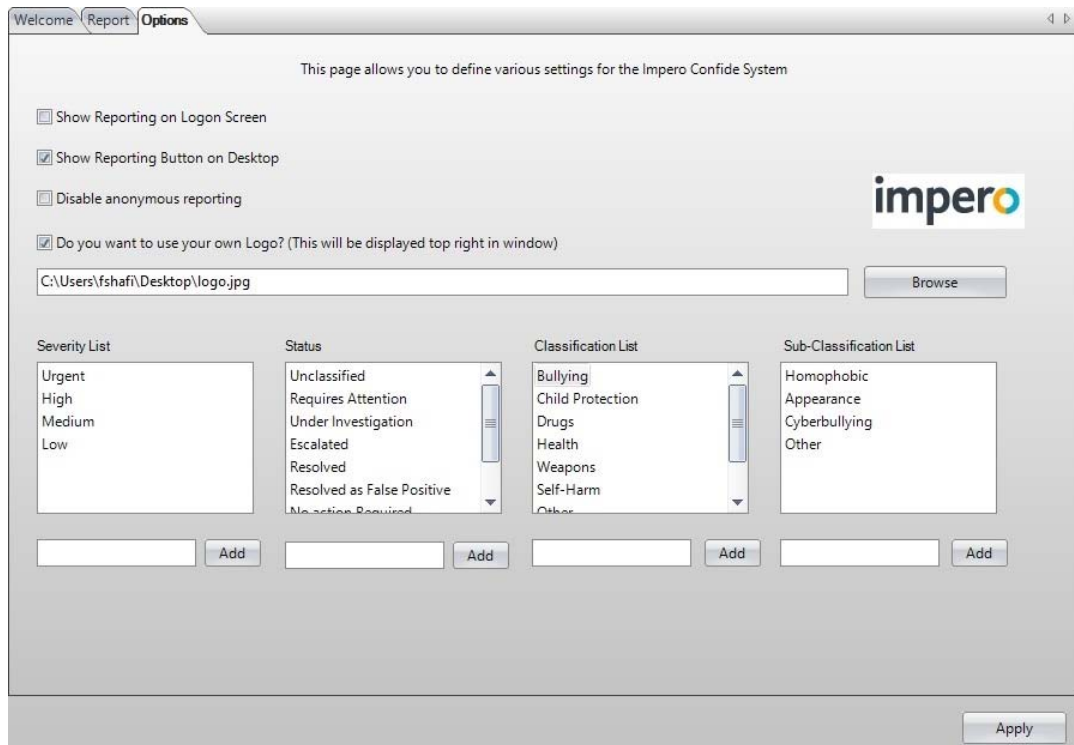 Welcome Report Options
This page allows you to define various settings for the Impero Confide System
Show Reporting on Logon Screen
Show Reporting Button on Desktop
Disable anonymous reporting
impero
Do you want to use your own Logo? (This will be displayed top right in window)
C:\Users\fshafi\Desktop\logo.jpg
Browse
Severity List
Urgent
High
Medium
Low
Add
Status
Unclassified
Requires Attention
Under Investigation
Escalated
Resolved
Resolved as False Positive
No action Required
Add
Classification List
Bullying
Child Protection
Drugs
Health
Weapons
Self-Harm
Other
Add
Sub-Classification List
Homophobic
Appearance
Cyberbullying
Other
Add
Apply